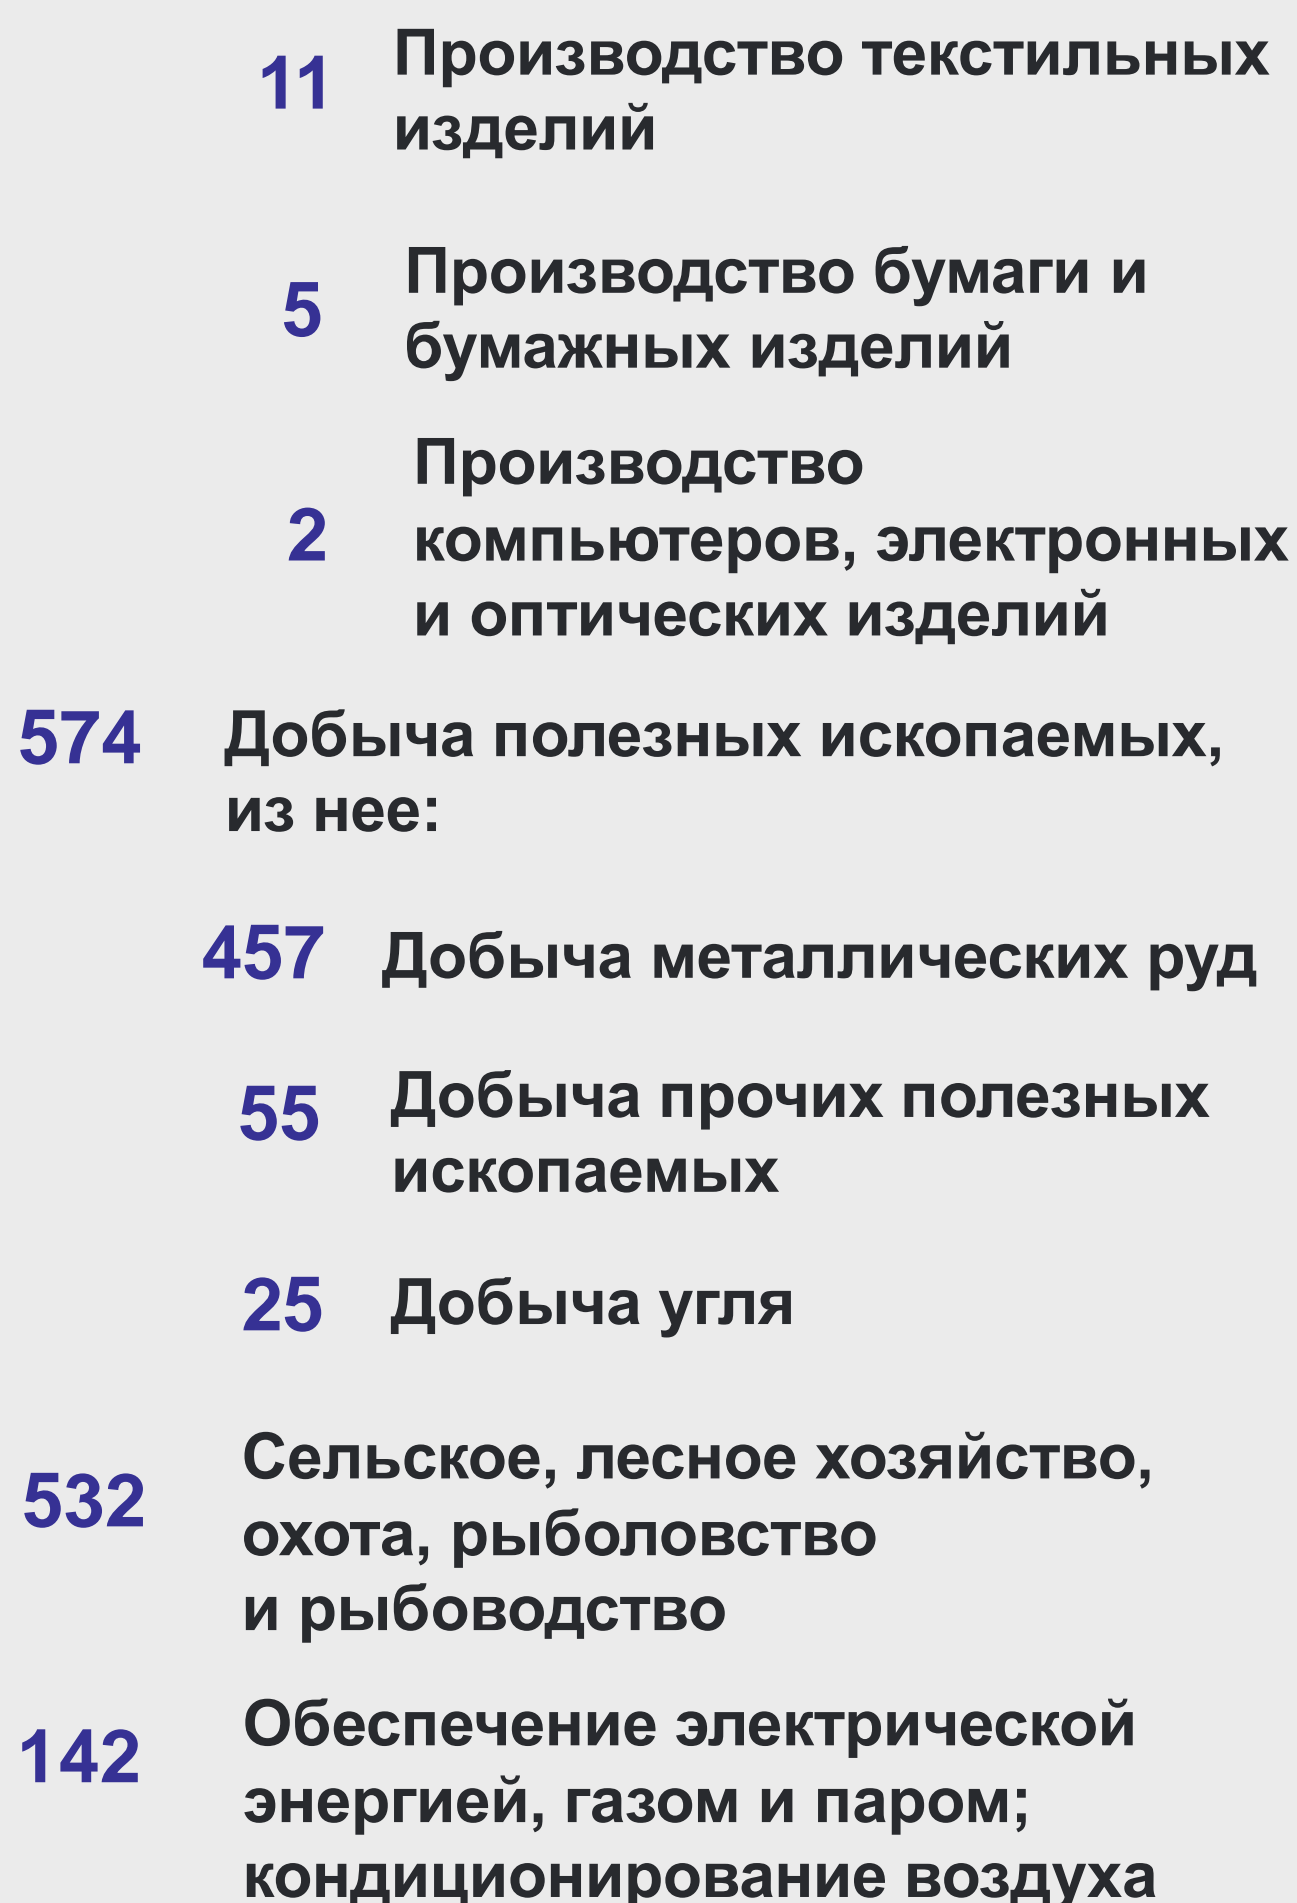 11
Производство текстильных
изделий
5
Производство бумаги и
бумажных изделий
2
Производство
компьютеров, электронных
и оптических изделий
574
Добыча полезных ископаемых,
из нее:
457
Добыча металлических руд
55
Добыча прочих полезных
ископаемых
25
Добыча угля
532
Сельское, лесное хозяйство,
охота, рыболовство
и рыбоводство
142
Обеспечение электрической
энергией, газом и паром;
кондиционирование воздуха